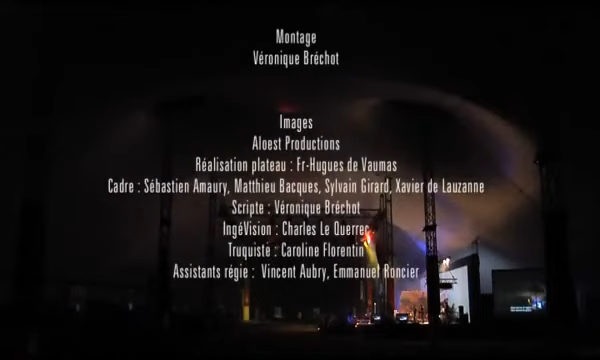 Montage
Véronique Bréchot
Images
Aloest Productions
Réalisation plateau : Fr-Hugues de Vaumas
Cadre : Sébastien Amaury, Matthieu Bacques, Sylvain Girard, Xavier de Lauzanne
Scripte : Véronique Bréchot
IngéVision : Charles Le Querrec
Truquiste : Caroline Florentin
Assistants régie : Vincent Aubry, Emmanuel Roncier